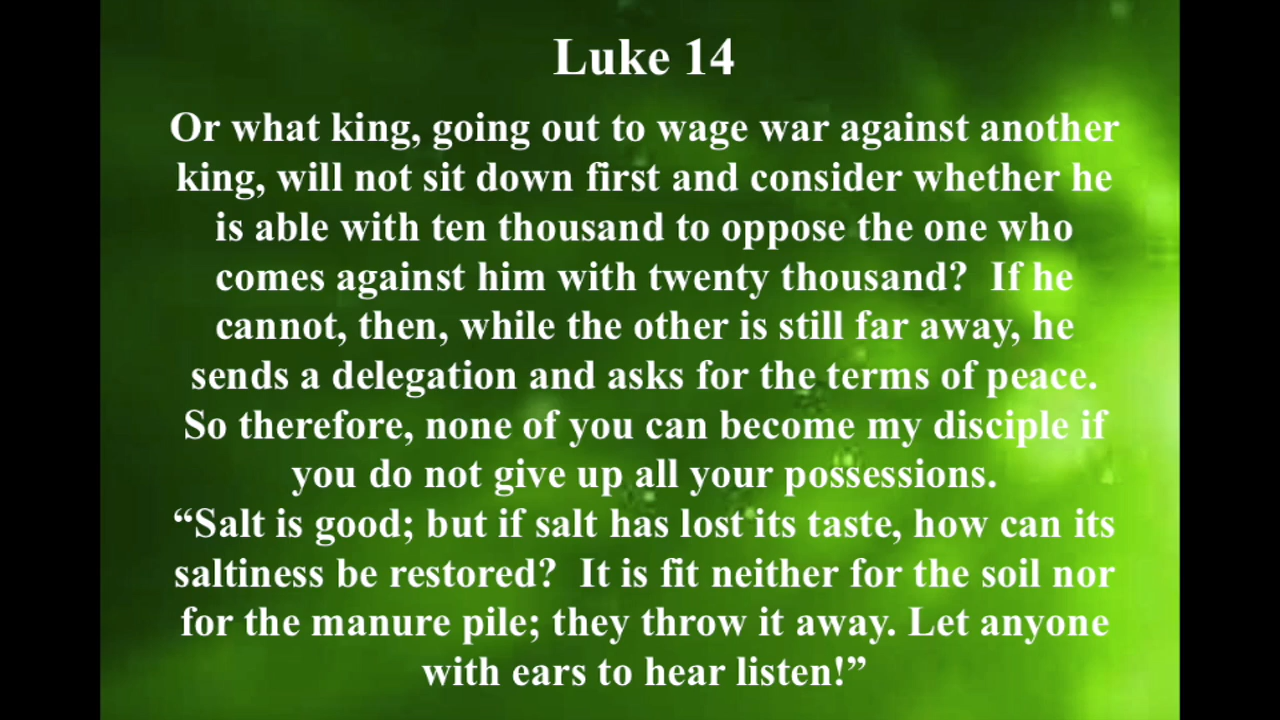 Luke 14
Or what king, going out to wage war against another
king, will not sit down first and consider whether he
is able with ten thousand to oppose the one who
comes against him with twenty thousand?  If he
cannot, then, while the other is still far away, he
sends a delegation and asks for the terms of peace.
So therefore, none of you can become my disciple if
you do not give up all your possessions.
“Salt is good; but if salt has lost its taste, how can its
saltiness be restored?  It is fit neither for the soil nor
for the manure pile; they throw it away. Let anyone
with ears to hear listen!”